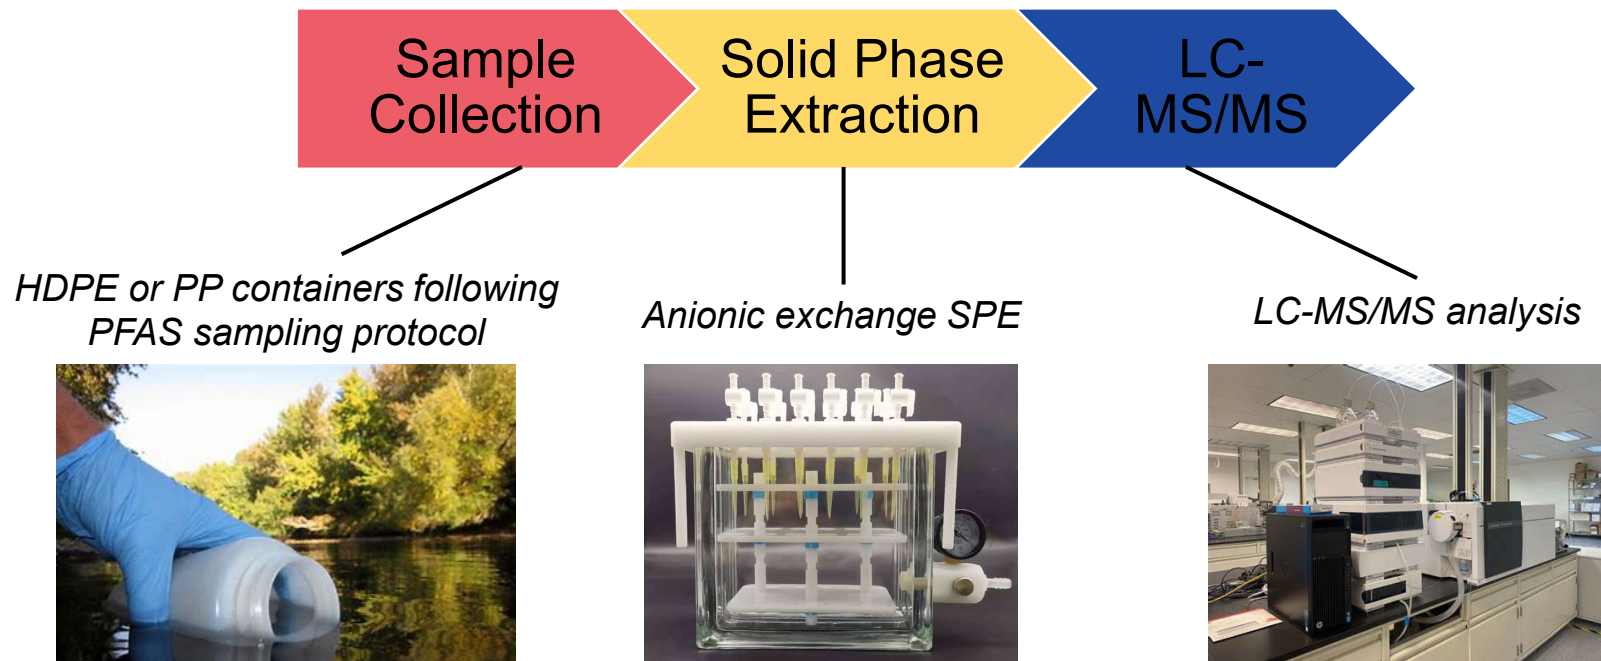 Sample
Collection
Solid Phase
Extraction
LC-
MS/MS
HDPE or PP containers following
PFAS sampling protocol
Anionic exchange SPE
LC-MS/MS analysis